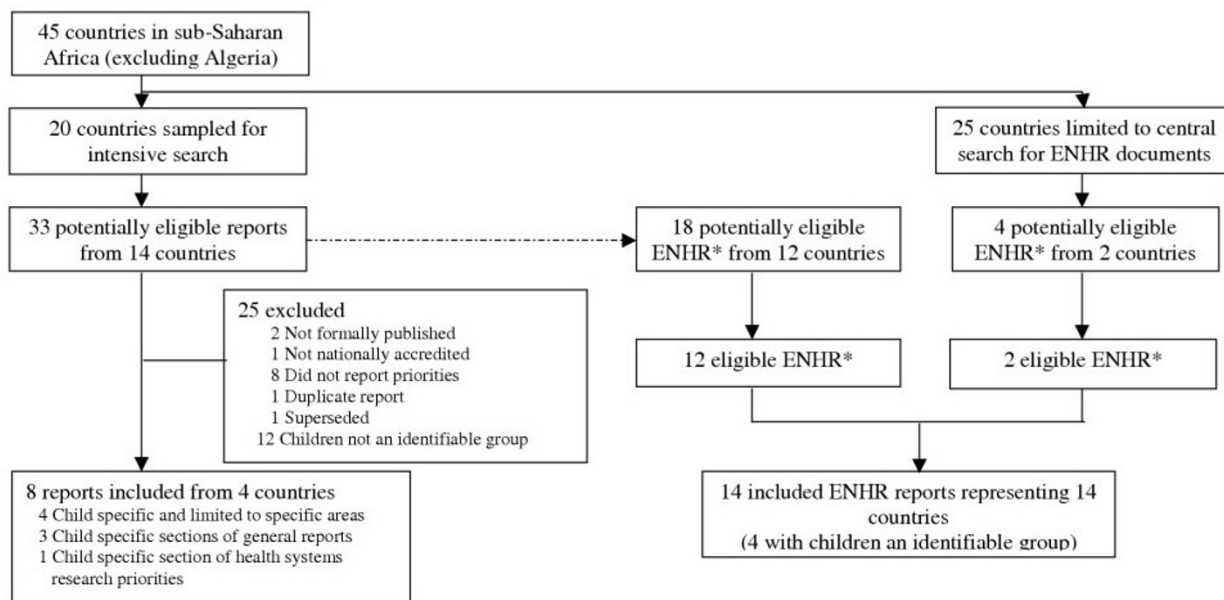 45 countries in sub-Saharan
Africa (excluding Algeria)
20 countries sampled for
intensive search
25 countries limited to central
search for ENHR documents
33 potentially eligible reports
from 14 countries
18 potentially eligible
ENHR* from 12 countries
4 potentially eligible
ENHR* from 2 countries
25 excluded
2 Not formally published
1 Not nationally accredited
8 Did not report priorities
1 Duplicate report
1 Superseded
12 Children not an identifiable group
12 eligible ENHR*
2 eligible ENHR*
8 reports included from 4 countries
4 Child specific and limited to specific areas
3 Child specific sections of general reports
1 Child specific section of health systems
research priorities
14 included ENHR reports representing 14
countries
(4 with children an identifiable group)